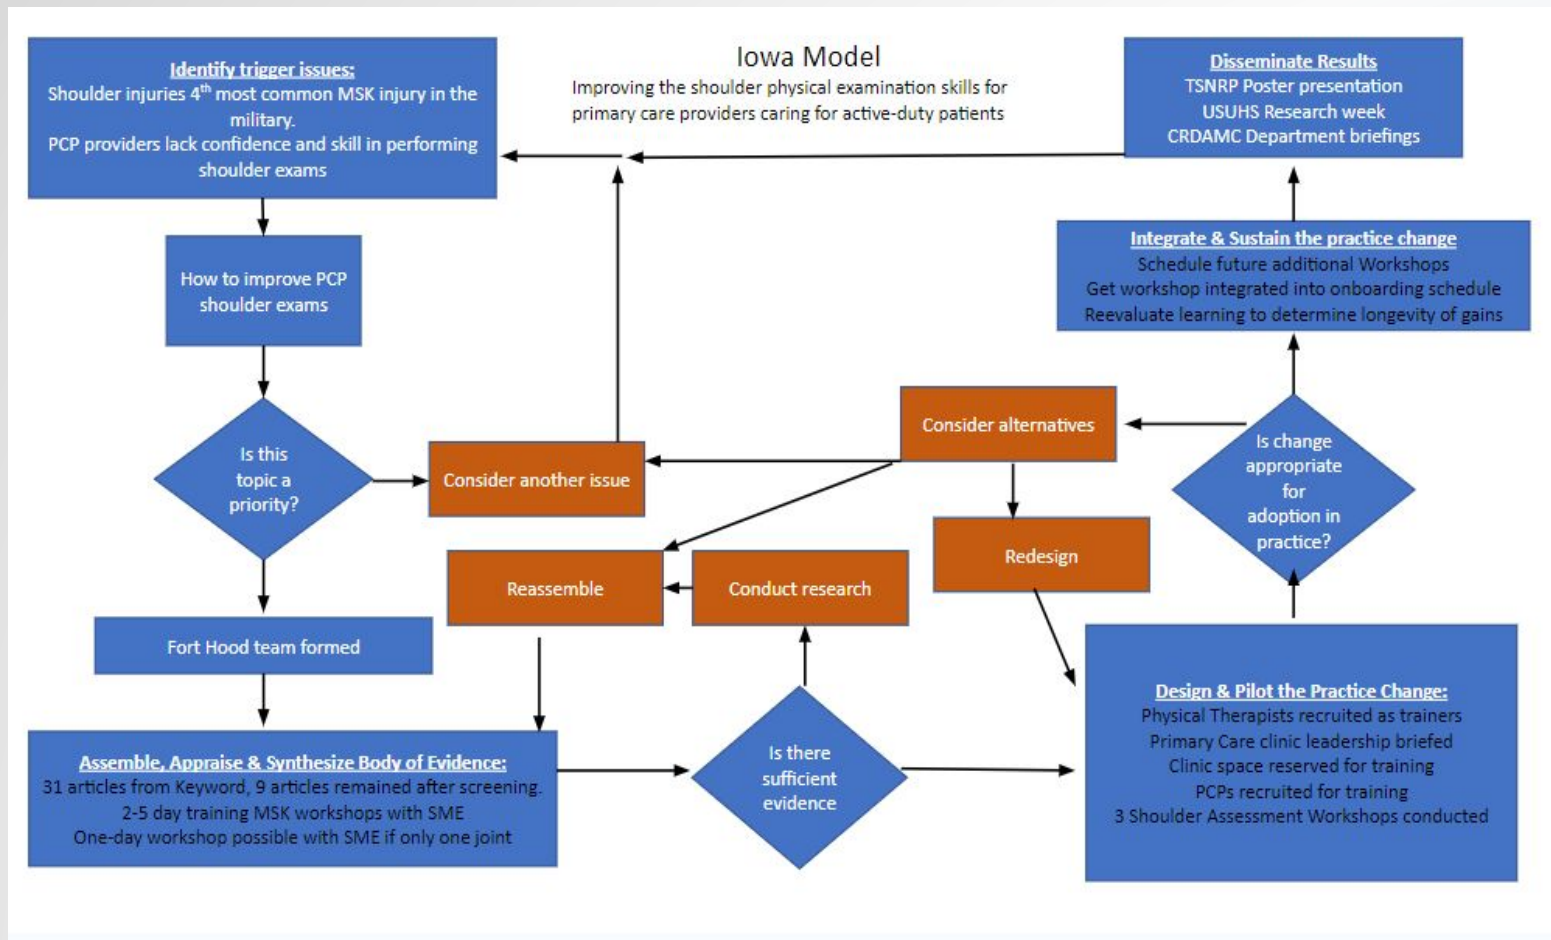 Iowa Model
Improving the shoulder physical examination skills for
primary care providers caring for active-duty patients
Identify trigger issues:
Shoulder injuries 4th most common MSK injury in the
military.
PCP providers lack confidence and skill in performing
shoulder exams
How to improve PCP
shoulder exams
Is this
topic a
priority?
Consider another issue
Fort Hood team formed
Assemble, Appraise & Synthesize Body of Evidence:
31 articles from Keyword, 9 articles remained after screening.
2-5 day training MSK workshops with SME
One-day workshop possible with SME if only one joint
Reassemble
Conduct research
Is there
sufficient
evidence
Consider alternatives
Redesign
Design & Pilot the Practice Change:
Physical Therapists recruited as trainers
Primary Care clinic leadership briefed
Clinic space reserved for training
PCPs recruited for training
3 Shoulder Assessment Workshops conducted
Is change
appropriate
for
adoption in
practice?
Integrate & Sustain the practice change
Schedule future additional Workshops
Get workshop integrated into onboarding schedule
Reevaluate learning to determine longevity of gains
Disseminate Results
TSNRP Poster presentation
USUHS Research week
CRDAMC Department briefings